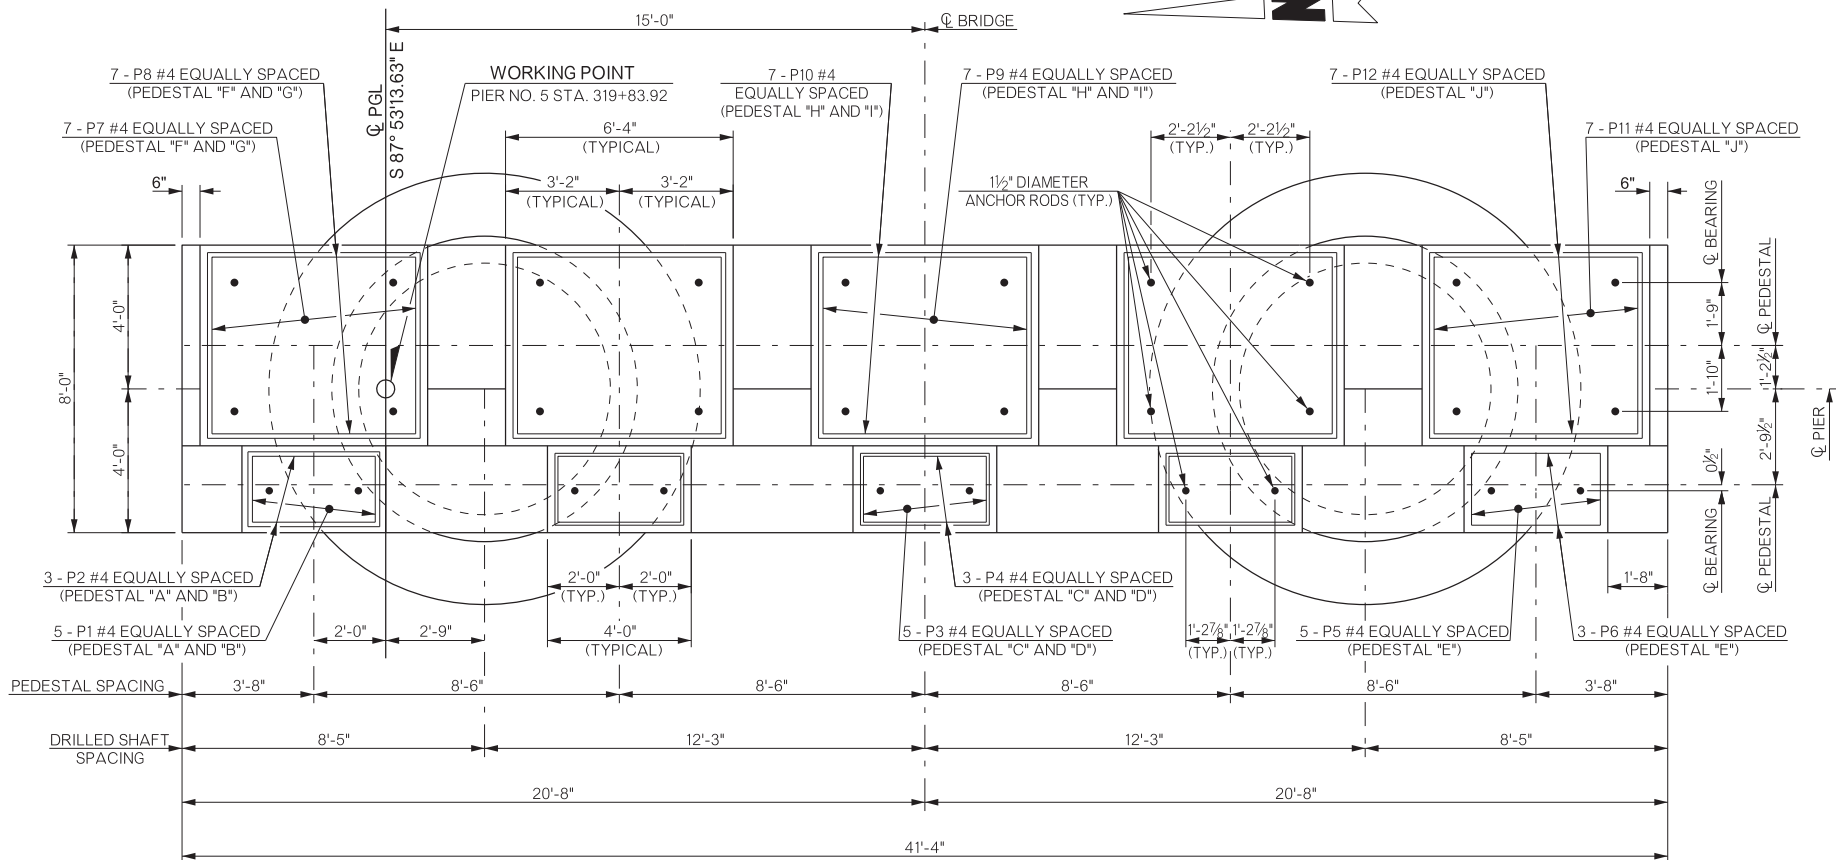 15'-0"
℄ BRIDGE
N
7 - P8 #4 EQUALLY SPACED
(PEDESTAL "F" AND "G")
℄ PGL
S 87° 53'13.63" E
WORKING POINT
PIER NO. 5 STA. 319+83.92
7 - P10 #4
EQUALLY SPACED
(PEDESTAL "H" AND "I")
7 - P9 #4 EQUALLY SPACED
(PEDESTAL "H" AND "I")
7 - P12 #4 EQUALLY SPACED
(PEDESTAL "J")
7 - P7 #4 EQUALLY SPACED
(PEDESTAL "F" AND "G")
6'-4"
(TYPICAL)
2'-2½"
(TYP.)
2'-2½"
(TYP.)
7 - P11 #4 EQUALLY SPACED
(PEDESTAL "J")
6"
3'-2"
(TYPICAL)
3'-2"
(TYPICAL)
1½" DIAMETER
ANCHOR RODS (TYP.)
6"
℄ BEARING
℄ PEDESTAL
8'-0"
4'-0"
4'-0"
1'-9"
1'-10"
1'-2½"
2'-9½"
0½"
℄ PIER
℄ BEARING
℄ PEDESTAL
3 - P2 #4 EQUALLY SPACED
(PEDESTAL "A" AND "B")
2'-0"
(TYP.)
2'-0"
(TYP.)
3 - P4 #4 EQUALLY SPACED
(PEDESTAL "C" AND "D")
1'-8"
5 - P1 #4 EQUALLY SPACED
(PEDESTAL "A" AND "B")
2'-0"
2'-9"
4'-0"
(TYPICAL)
5 - P3 #4 EQUALLY SPACED
(PEDESTAL "C" AND "D")
1'-2⅞"
(TYP.)
1'-2⅞"
(TYP.)
5 - P5 #4 EQUALLY SPACED
(PEDESTAL "E")
3 - P6 #4 EQUALLY SPACED
(PEDESTAL "E")
PEDESTAL SPACING
3'-8"
8'-6"
8'-6"
8'-6"
8'-6"
3'-8"
DRILLED SHAFT
SPACING
8'-5"
12'-3"
12'-3"
8'-5"
20'-8"
20'-8"
41'-4"